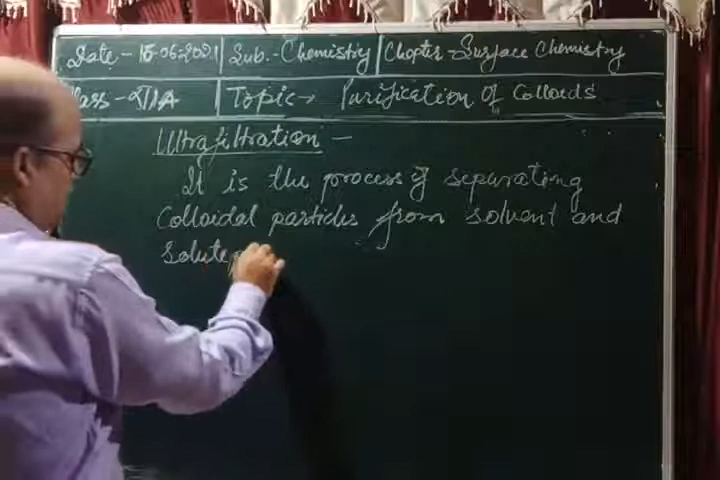 Date - 15-06-2021 Sub.- Chemistry Chapter - Surface Chemistry
Class - XIIA Topic → Purification Of Colloids
Ultrafiltration -
It is the process of separating
Colloidal particles from solvent and
Solute